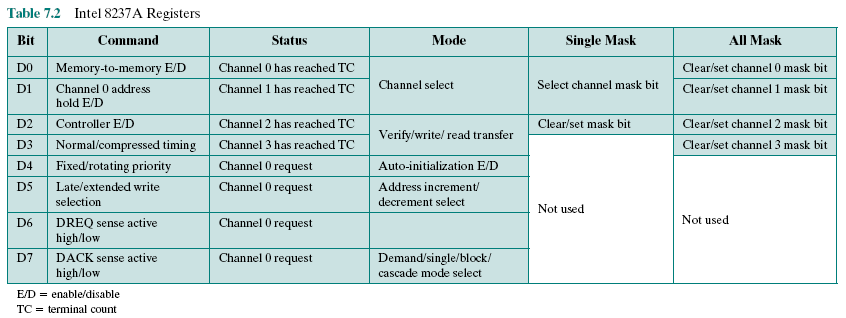 Table 7.2 Intel 8237A Registers
Bit Command Status Mode Single Mask All Mask
D0 Memory-to-memory E/D Channel 0 has reached TC Channel select Select channel mask bit Clear/set channel 0 mask bit
D1 Channel 0 address Channel 1 has reached TC Clear/set channel 1 mask bit
hold E/D
D2 Controller E/D Channel 2 has reached TC Verify/write/ read transfer Clear/set mask bit Clear/set channel 2 mask bit
D3 Normal/compressed timing Channel 3 has reached TC Not used Clear/set channel 3 mask bit
D4 Fixed/rotating priority Channel 0 request Auto-initialization E/D Not used
D5 Late/extended write Channel 0 request Address increment/
selection decrement select
D6 DREQ sense active Channel 0 request
high/low
D7 DACK sense active Channel 0 request Demand/single/block/
high/low cascade mode select
E/D = enable/disable
TC = terminal count